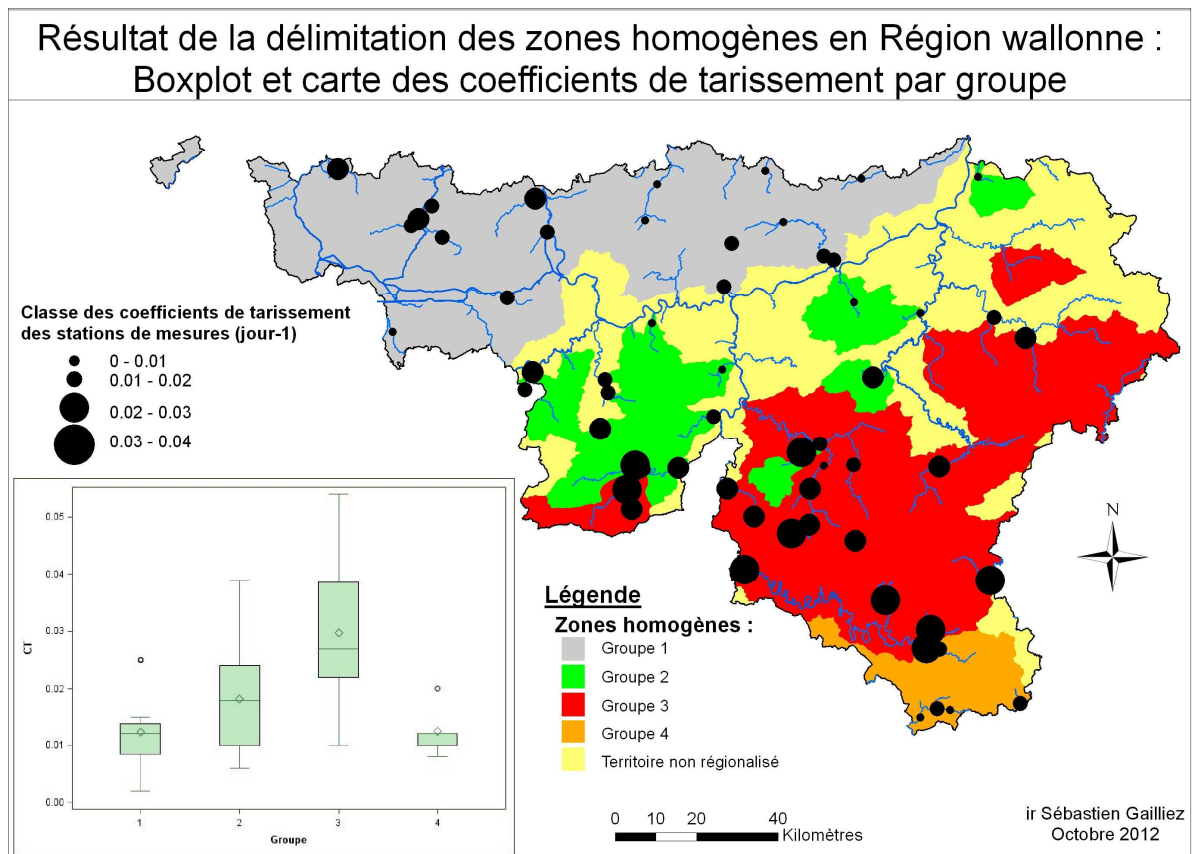 Résultat de la délimitation des zones homogènes en Région wallonne :
Boxplot et carte des coefficients de tarissement par groupe
Classe des coefficients de tarissement
des stations de mesures (jour-1)
0 - 0.01
0.01 - 0.02
0.02 - 0.03
0.03 - 0.04
0.05
0.04
0.03
0.02
0.01
0.00
CT
1 2 3 4
Groupe
Légende
Zones homogènes :
Groupe 1
Groupe 2
Groupe 3
Groupe 4
Territoire non régionalisé
N
0 10 20 40
Kilomètres
ir Sébastien Gailliez
Octobre 2012